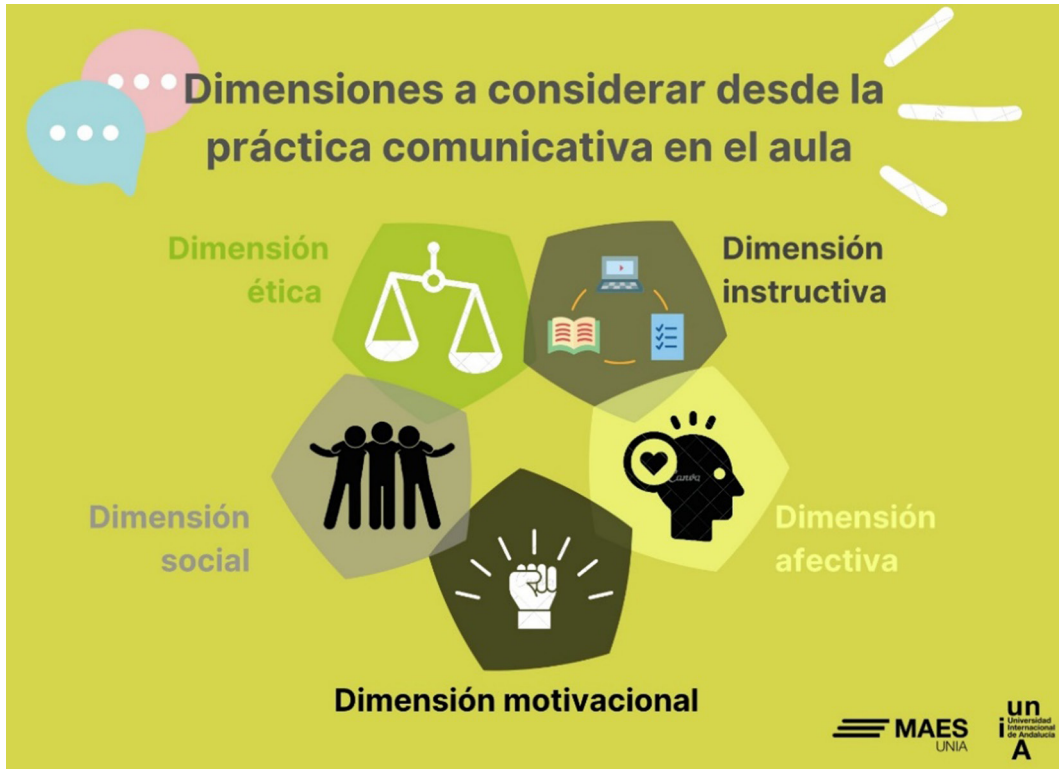 Dimensiones a considerar desde la
práctica comunicativa en el aula
Dimensión
ética
Dimensión
instructiva
Dimensión
social
Canva
Dimensión
afectiva
Dimensión motivacional
MAES
UNIA
un
i Universidad
Internacional
de Andalucía
A